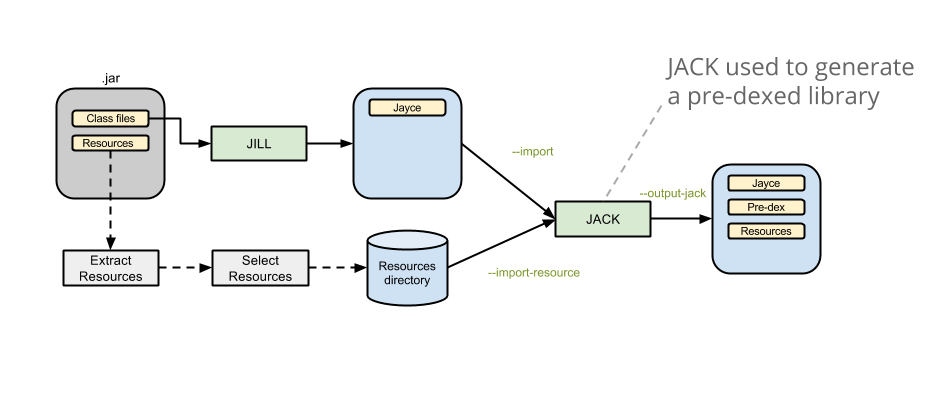 JACK used to generate
a pre-dexed library
.jar
Class files
Resources
JILL
Jayce
--import
--output-jack
JACK
Jayce
Pre-dex
Resources
Extract
Resources
Select
Resources
Resources
directory
--import-resource